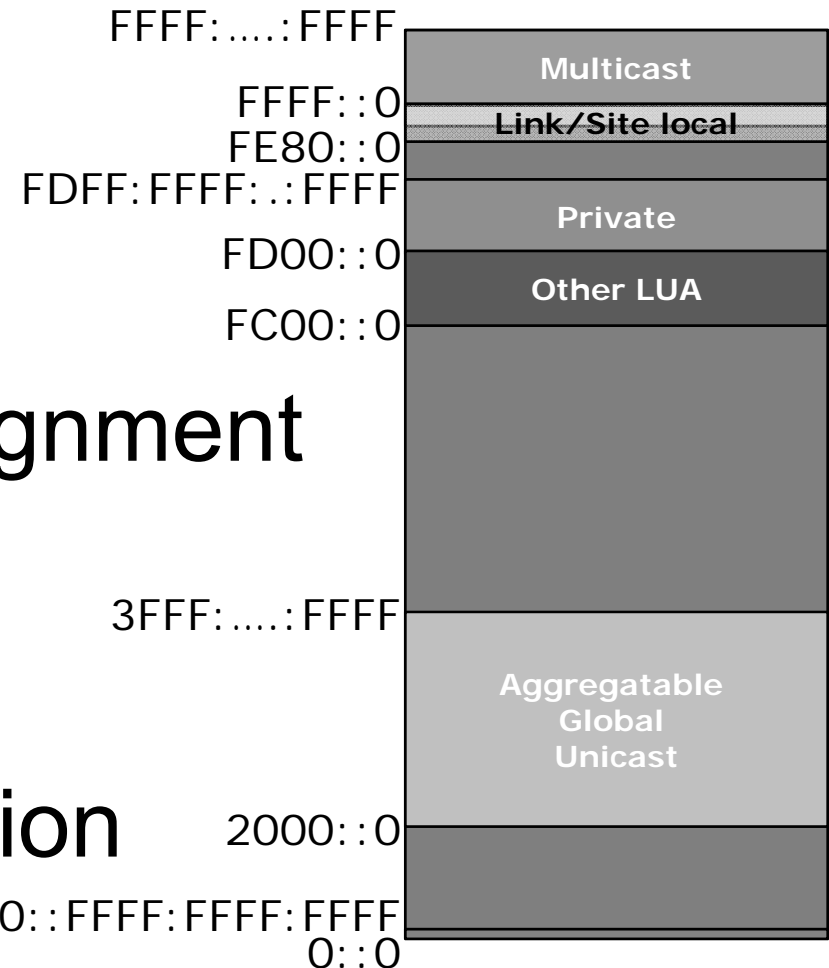 FFFF:....:FFFF
Multicast
FFFF::0
Link/Site local
FE80::0
FDFF:FFFF:.:FFFF
Private
FD00::0
Other LUA
FC00::0
gnment
3FFF:....:FFFF
Aggregatable
Global
Unicast
ion
2000::0
0::FFFF:FFFF:FFFF
0::0